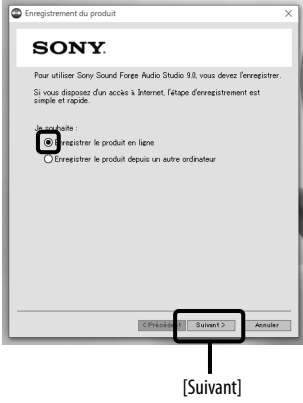 Enregistrement du produit
SONY
Pour utiliser Sony Sound Forge Audio Studio 9.0, vous devez l'enregistrer.
Si vous disposez d'un accès à Internet, l'étape d'enregistrement est
simple et rapide.
Je souhaite :
Enregistrer le produit en ligne
Enregistrer le produit depuis un autre ordinateur
< Précédent Suivant > Annuler
[Suivant]